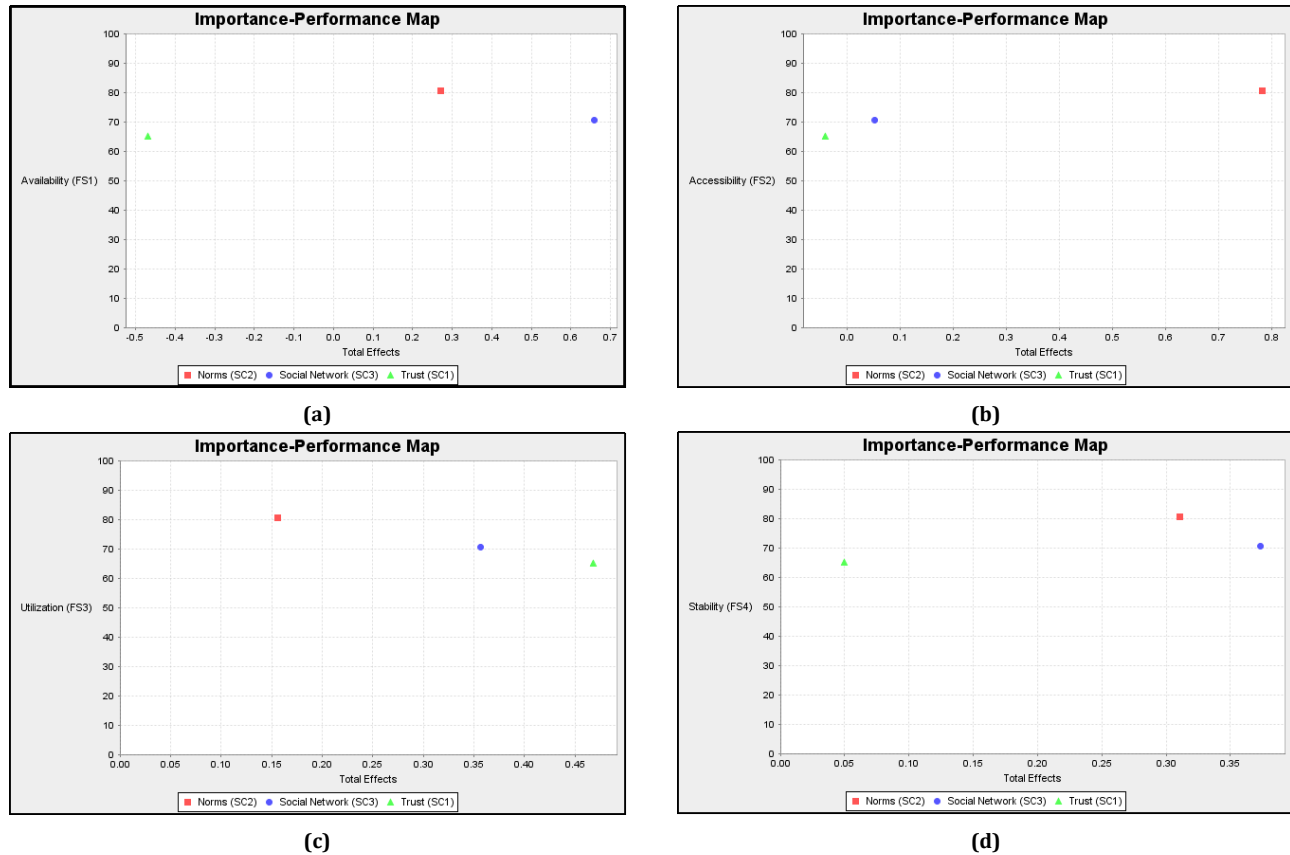 Importance-Performance Map
100
90
80
70
60
50
40
30
20
10
0
Availability (FS1)
-0.5 -0.4 -0.3 -0.2 -0.1 0.0 0.1 0.2 0.3 0.4 0.5 0.6 0.7
Total Effects
Norms (SC2) Social Network (SC3) Trust (SC1)
(a)
Importance-Performance Map
100
90
80
70
60
50
40
30
20
10
0
Accessibility (FS2)
0.0 0.1 0.2 0.3 0.4 0.5 0.6 0.7 0.8
Total Effects
Norms (SC2) Social Network (SC3) Trust (SC1)
(b)
Importance-Performance Map
100
90
80
70
60
50
40
30
20
10
0
Utilization (FS3)
0.00 0.05 0.10 0.15 0.20 0.25 0.30 0.35 0.40 0.45
Total Effects
Norms (SC2) Social Network (SC3) Trust (SC1)
(c)
Importance-Performance Map
100
90
80
70
60
50
40
30
20
10
0
Stability (FS4)
0.00 0.05 0.10 0.15 0.20 0.25 0.30 0.35
Total Effects
Norms (SC2) Social Network (SC3) Trust (SC1)
(d)